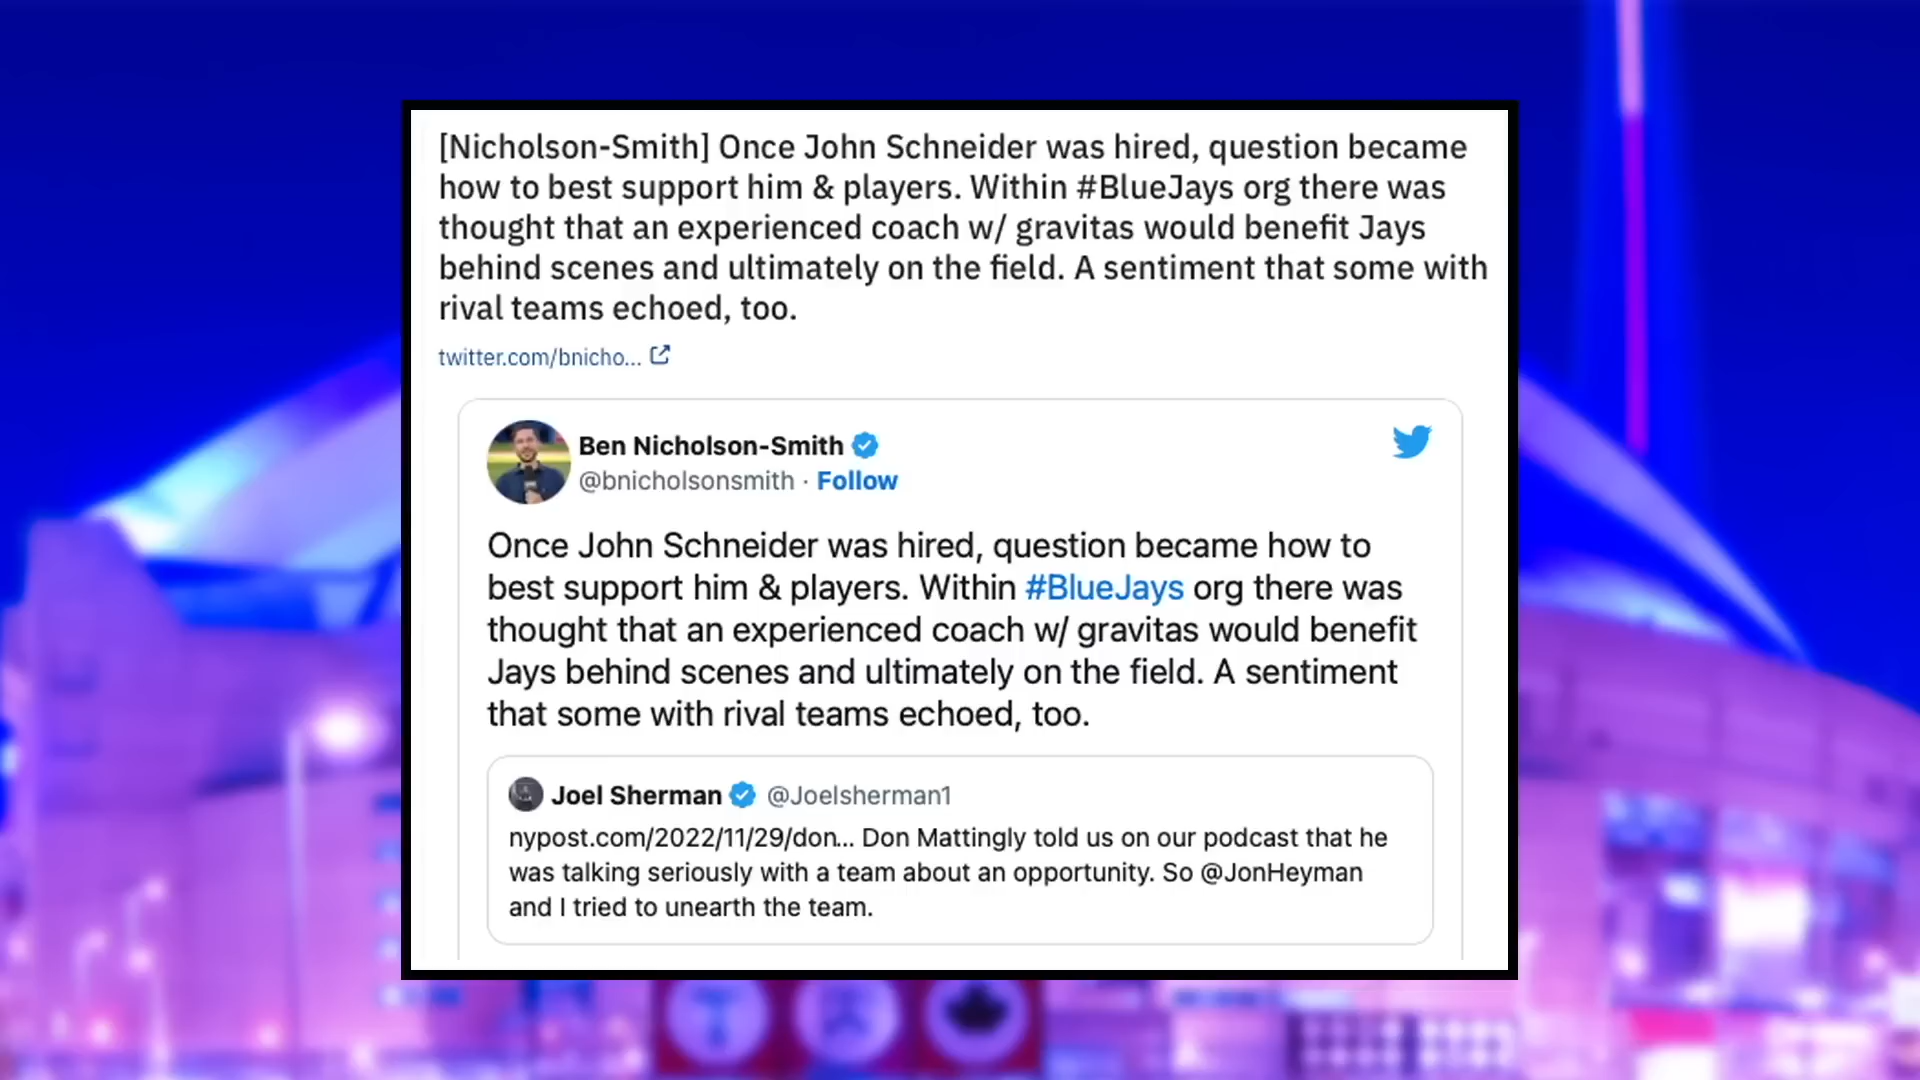 [Nicholson-Smith] Once John Schneider was hired, question became
how to best support him & players. Within #BlueJays org there was
thought that an experienced coach w/ gravitas would benefit Jays
behind scenes and ultimately on the field. A sentiment that some with
rival teams echoed, too.
twitter.com/bnicho...
Ben Nicholson-Smith
@bnicholsonsmith · Follow
Once John Schneider was hired, question became how to
best support him & players. Within #BlueJays org there was
thought that an experienced coach w/ gravitas would benefit
Jays behind scenes and ultimately on the field. A sentiment
that some with rival teams echoed, too.
Joel Sherman @Joelsherman1
nypost.com/2022/11/29/don... Don Mattingly told us on our podcast that he
was talking seriously with a team about an opportunity. So @JonHeyman
and I tried to unearth the team.